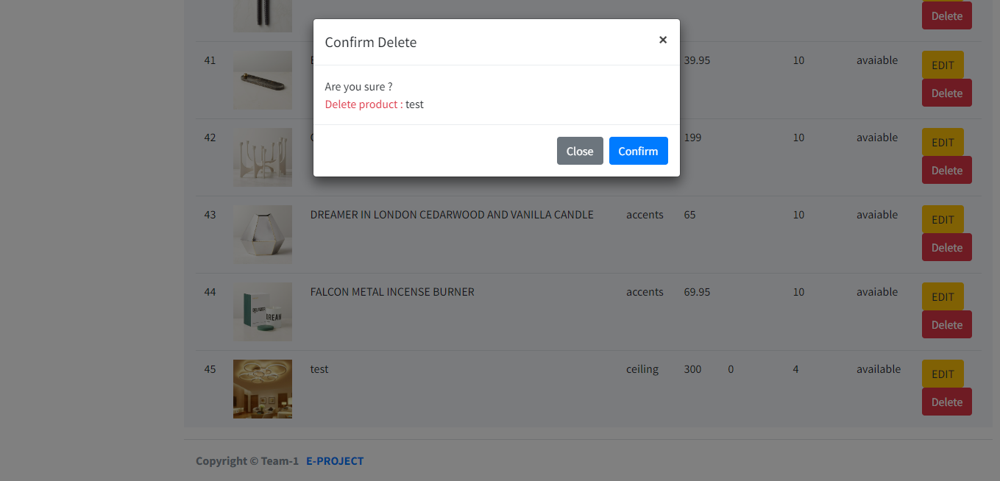 Delete
Confirm Delete ×
41 39.95 10 avaiable EDIT
Delete
Are you sure ?
Delete product : test
42 199 10 avaiable EDIT
Close Confirm
Delete
43 DREAMER IN LONDON CEDARWOOD AND VANILLA CANDLE accents 65 10 avaiable EDIT
Delete
44 FALCON METAL INCENSE BURNER accents 69.95 10 avaiable EDIT
Delete
45 test ceiling 300 0 4 available EDIT
Delete
Copyright © Team-1 E-PROJECT